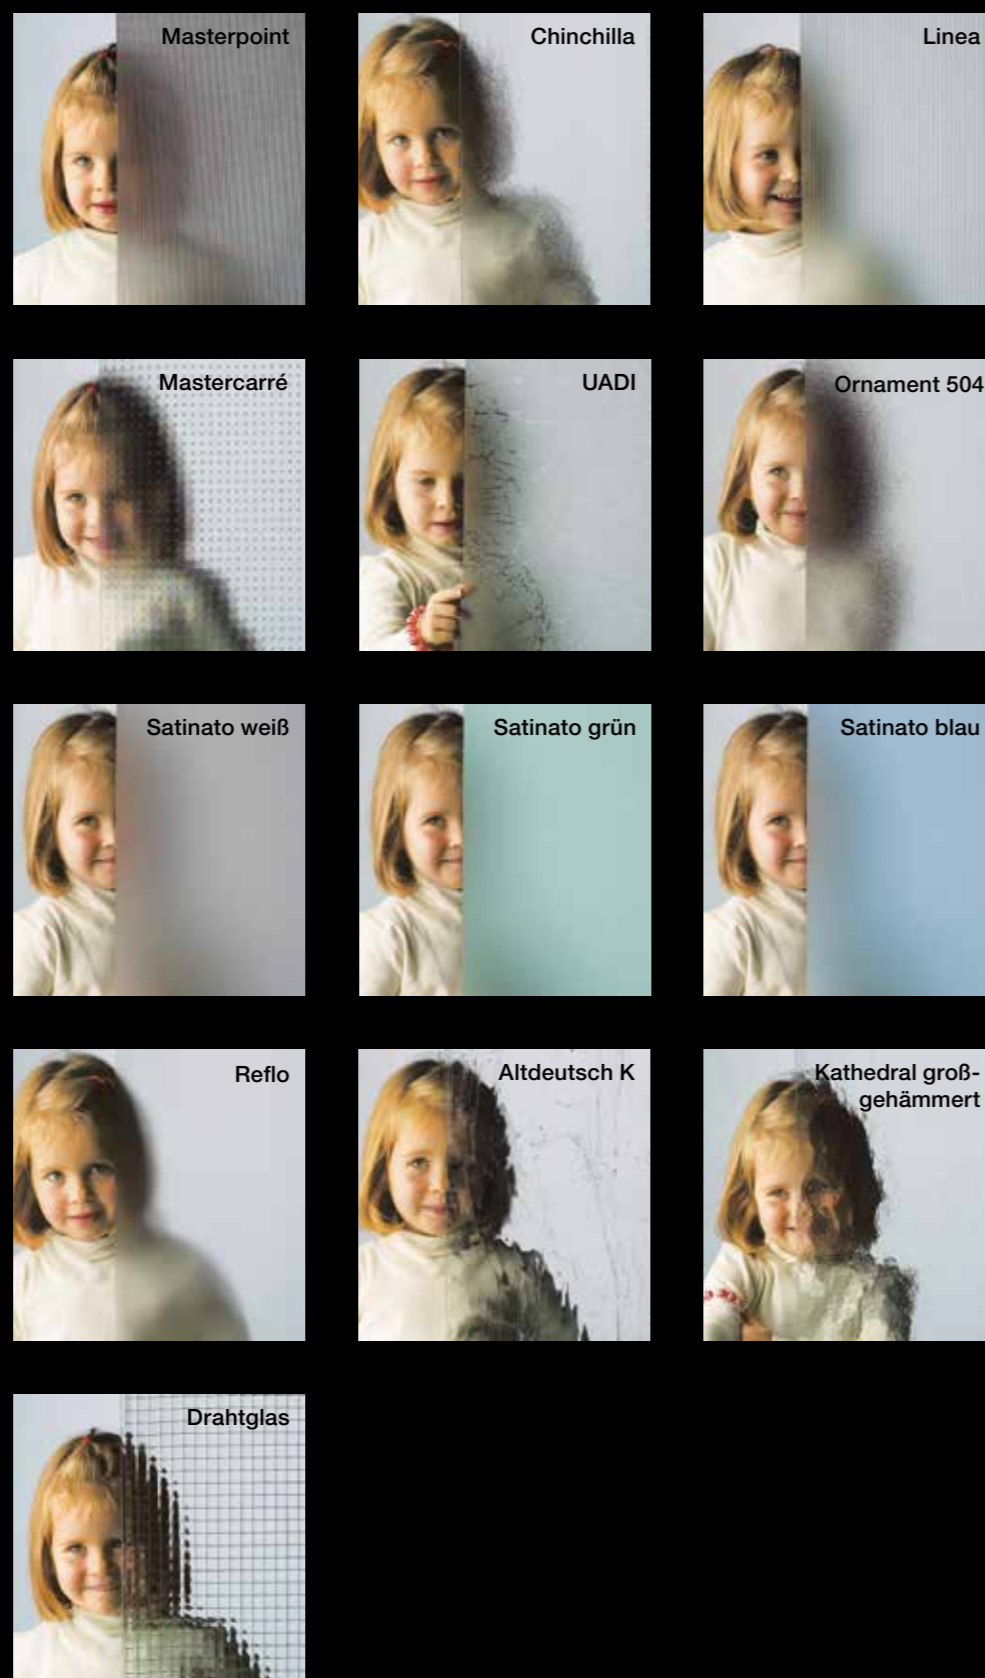 Masterpoint
Chinchilla
Linea
Mastercarré
UADI
Ornament 504
Satinato weiß
Satinato grün
Satinato blau
Reflo
Altdeutsch K
Kathedral groß-
gehämmert
Drahtglas